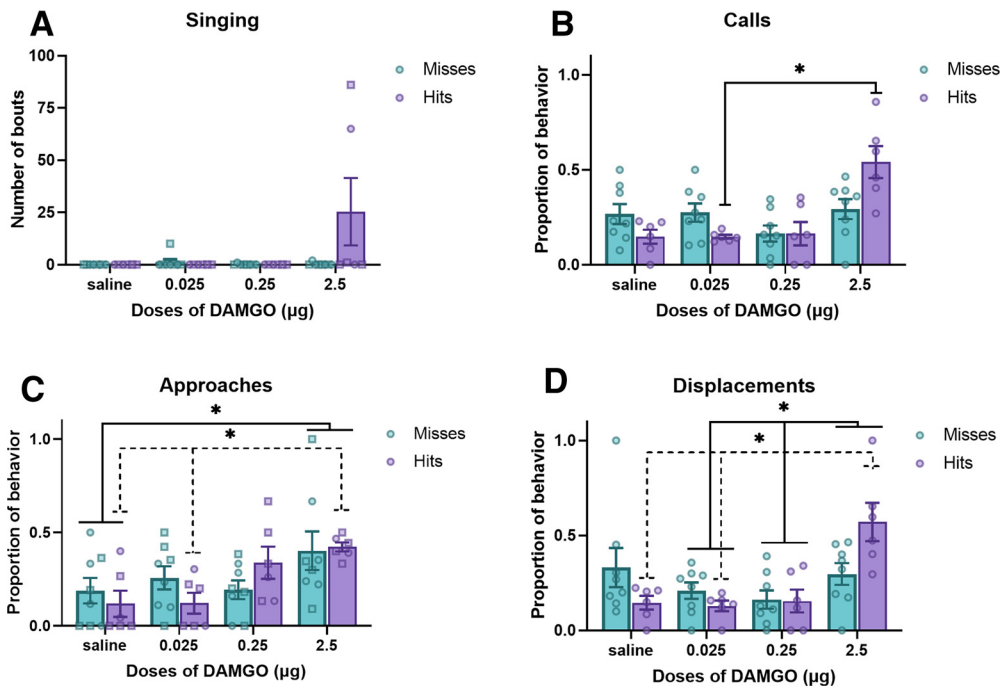 A
Singing
Number of bouts
100
75
50
25
0
saline 0.025 0.25 2.5
Doses of DAMGO (µg)
Misses
Hits
B
Calls
Proportion of behavior
1.0
0.5
0.0
*
saline 0.025 0.25 2.5
Doses of DAMGO (µg)
Misses
Hits
C
Approaches
Proportion of behavior
1.0
0.5
0.0
*
*
saline 0.025 0.25 2.5
Doses of DAMGO (µg)
Misses
Hits
D
Displacements
Proportion of behavior
1.0
0.5
0.0
*
*
saline 0.025 0.25 2.5
Doses of DAMGO (µg)
Misses
Hits